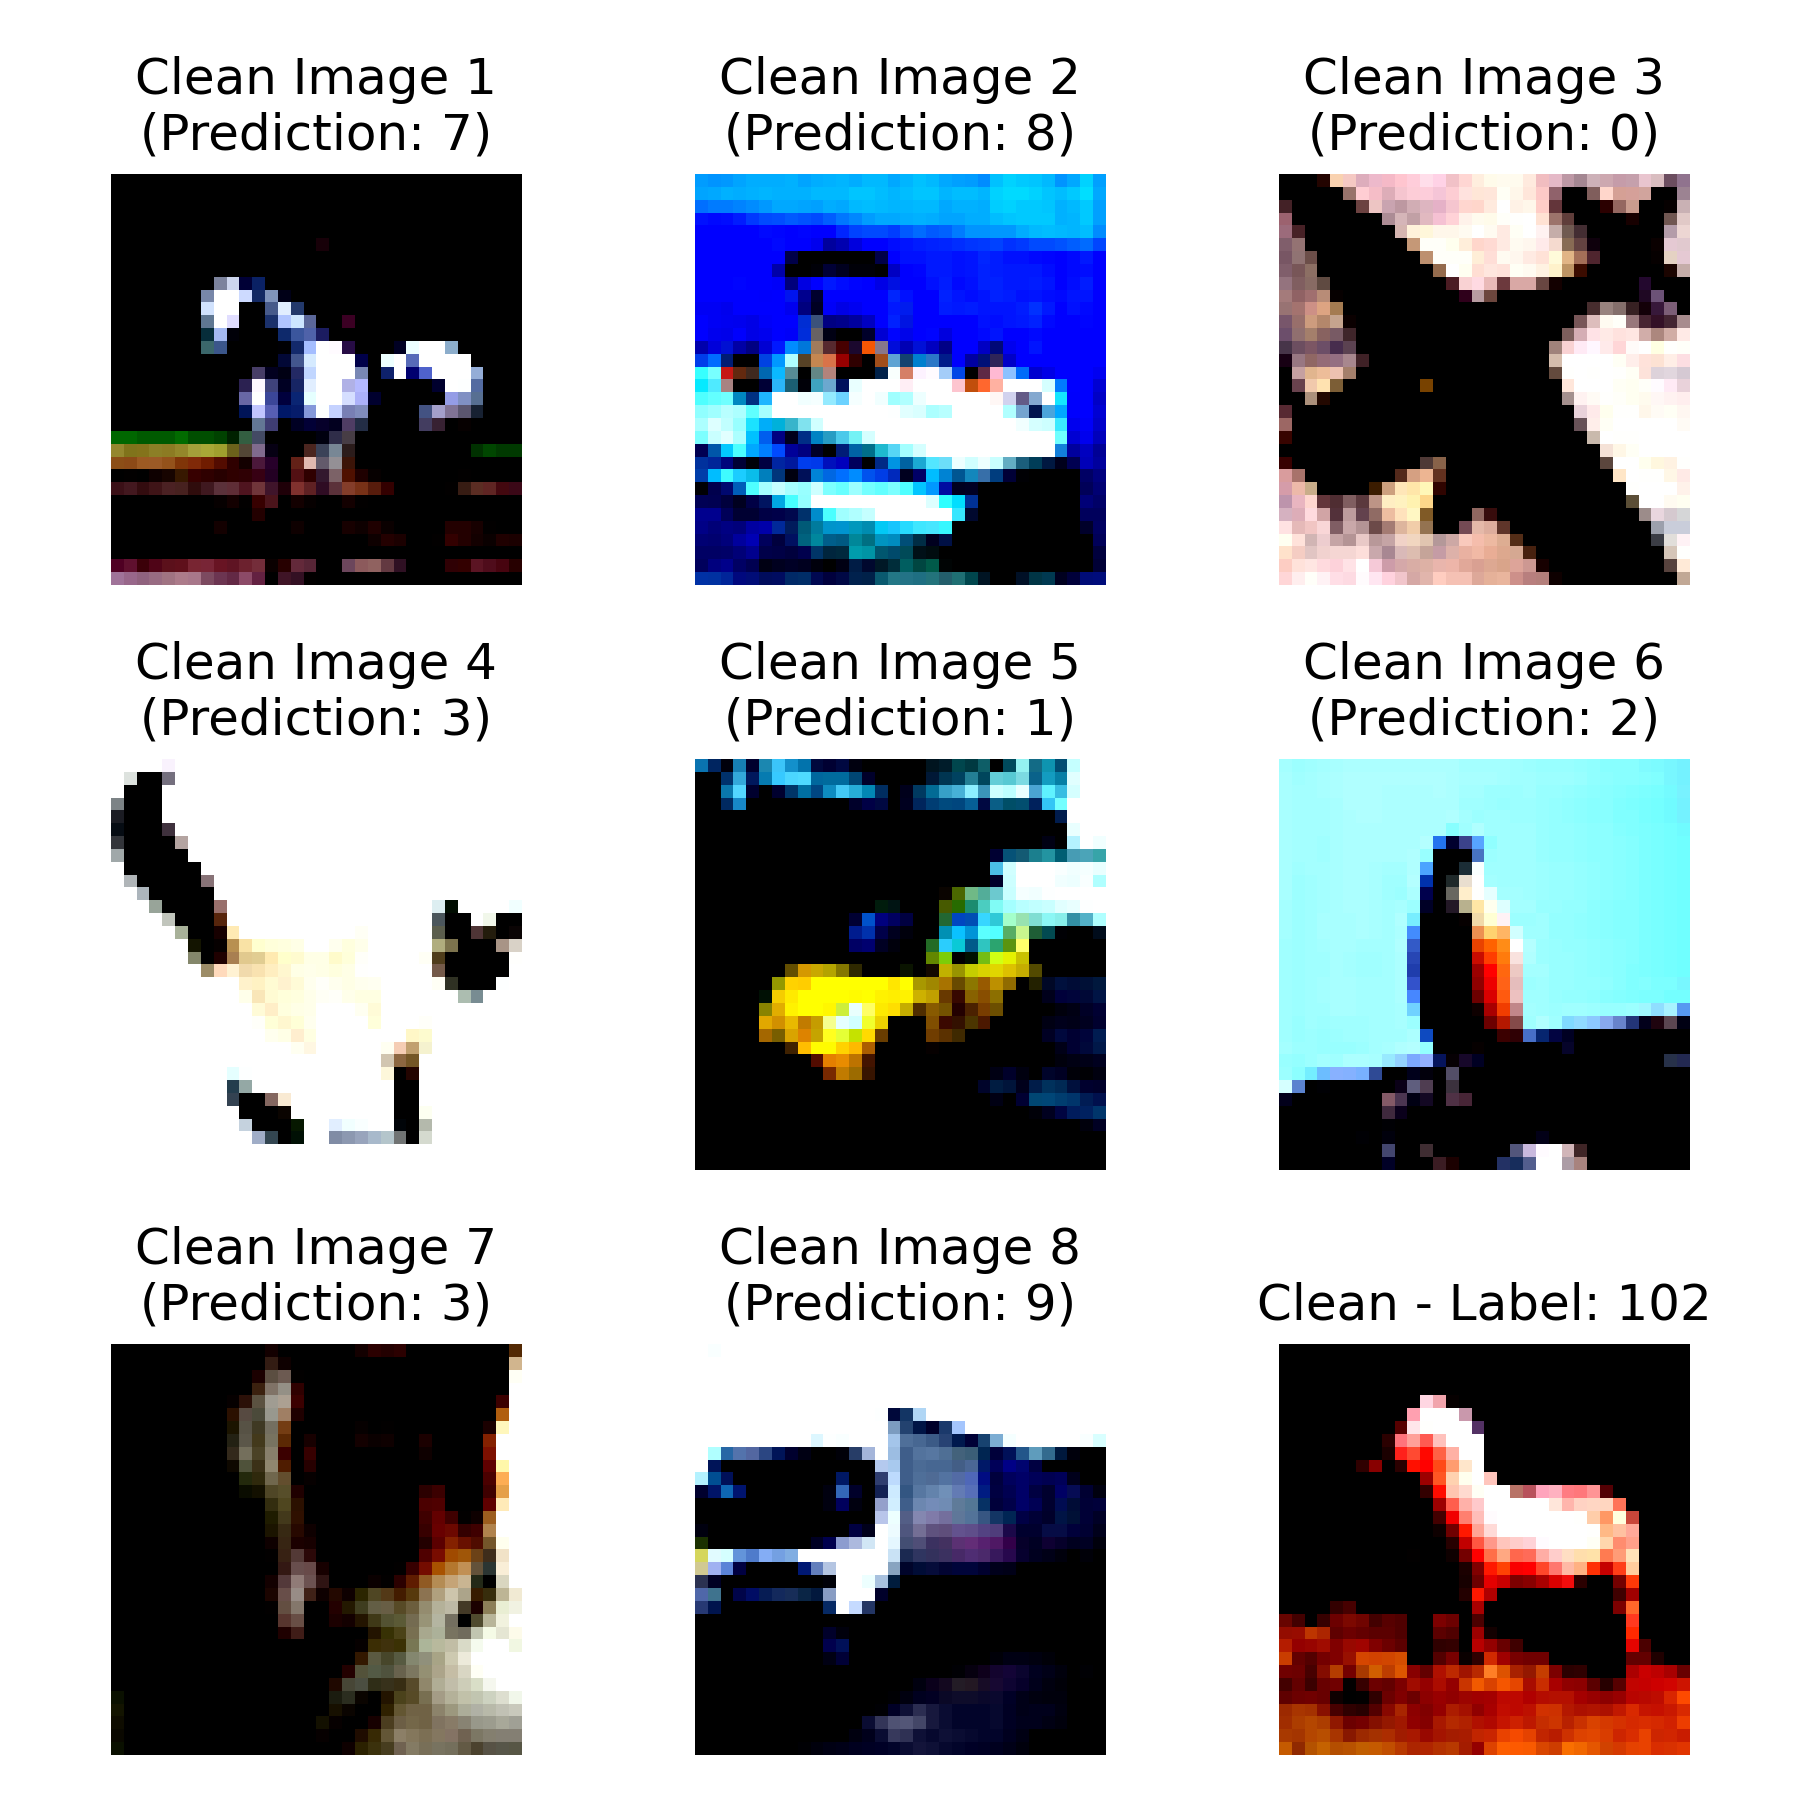 Clean Image 1
(Prediction: 7)
Clean Image 2
(Prediction: 8)
Clean Image 3
(Prediction: 0)
Clean Image 4
(Prediction: 3)
Clean Image 5
(Prediction: 1)
Clean Image 6
(Prediction: 2)
Clean Image 7
(Prediction: 3)
Clean Image 8
(Prediction: 9)
Clean - Label: 102